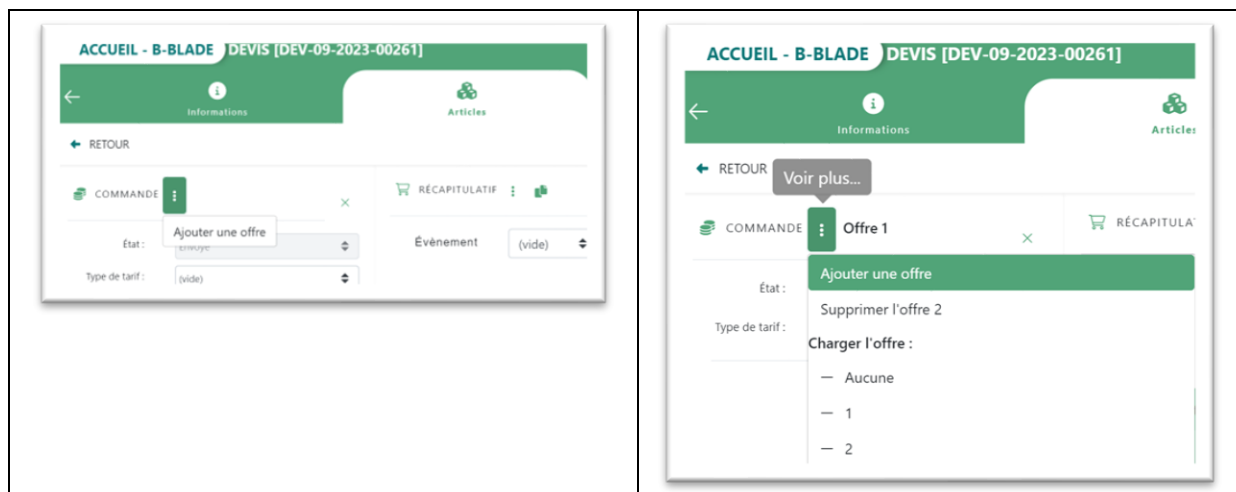 ACCUEIL - B-BLADE DEVIS [DEV-09-2023-00261]
Informations
Articles
RETOUR
COMMANDE
RÉCAPITULATIF
Ajouter une offre
État :
Envoyé
Évènement
(vide)
Type de tarif :
(vide)
ACCUEIL - B-BLADE DEVIS [DEV-09-2023-00261]
Informations
Articles
RETOUR
Voir plus...
COMMANDE
Offre 1
RÉCAPITULA
Ajouter une offre
État :
Supprimer l'offre 2
Type de tarif :
Charger l'offre :
— Aucune
— 1
— 2